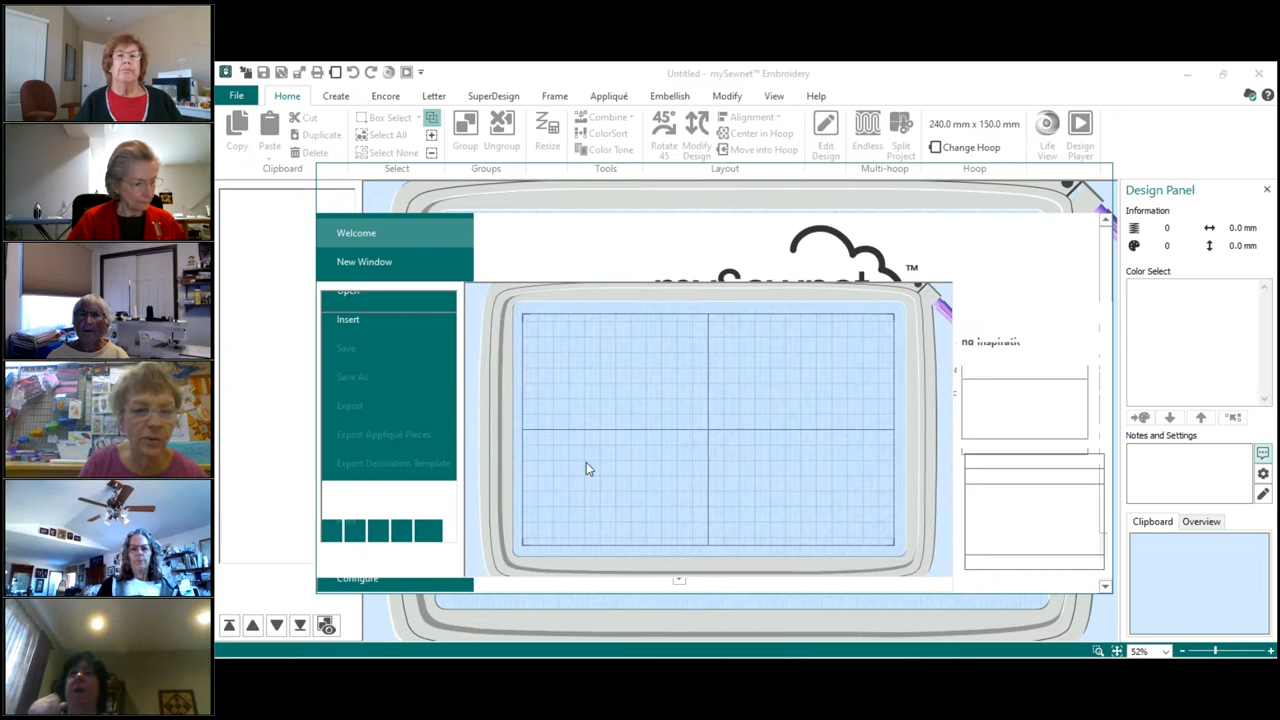 Untitled - mySewnet™ Embroidery
File Home Create Encore Letter SuperDesign Frame Appliqué Embellish Modify View Help
Copy
Paste
Cut
Duplicate
Delete
Clipboard
Box Select
Select All
Select None
Select
Group
Ungroup
Groups
Resize
Combine
ColorSort
Color Tone
Tools
Rotate
45
45°
Modify
Design
Alignment
Center in Hoop
Move into Hoop
Layout
Edit
Design
Endless
Split
Project
Multi-hoop
240.0 mm x 150.0 mm
Change Hoop
Hoop
Life
View
Design
Player
Welcome
New Window
Open
Insert
Save
Save As
Export
Export Appliqué Pieces
Export Decoration Template
Configure
mySewnet™
Design Panel
Information
0
0.0 mm
0
0.0 mm
Color Select
Notes and Settings
Clipboard
Overview
52%